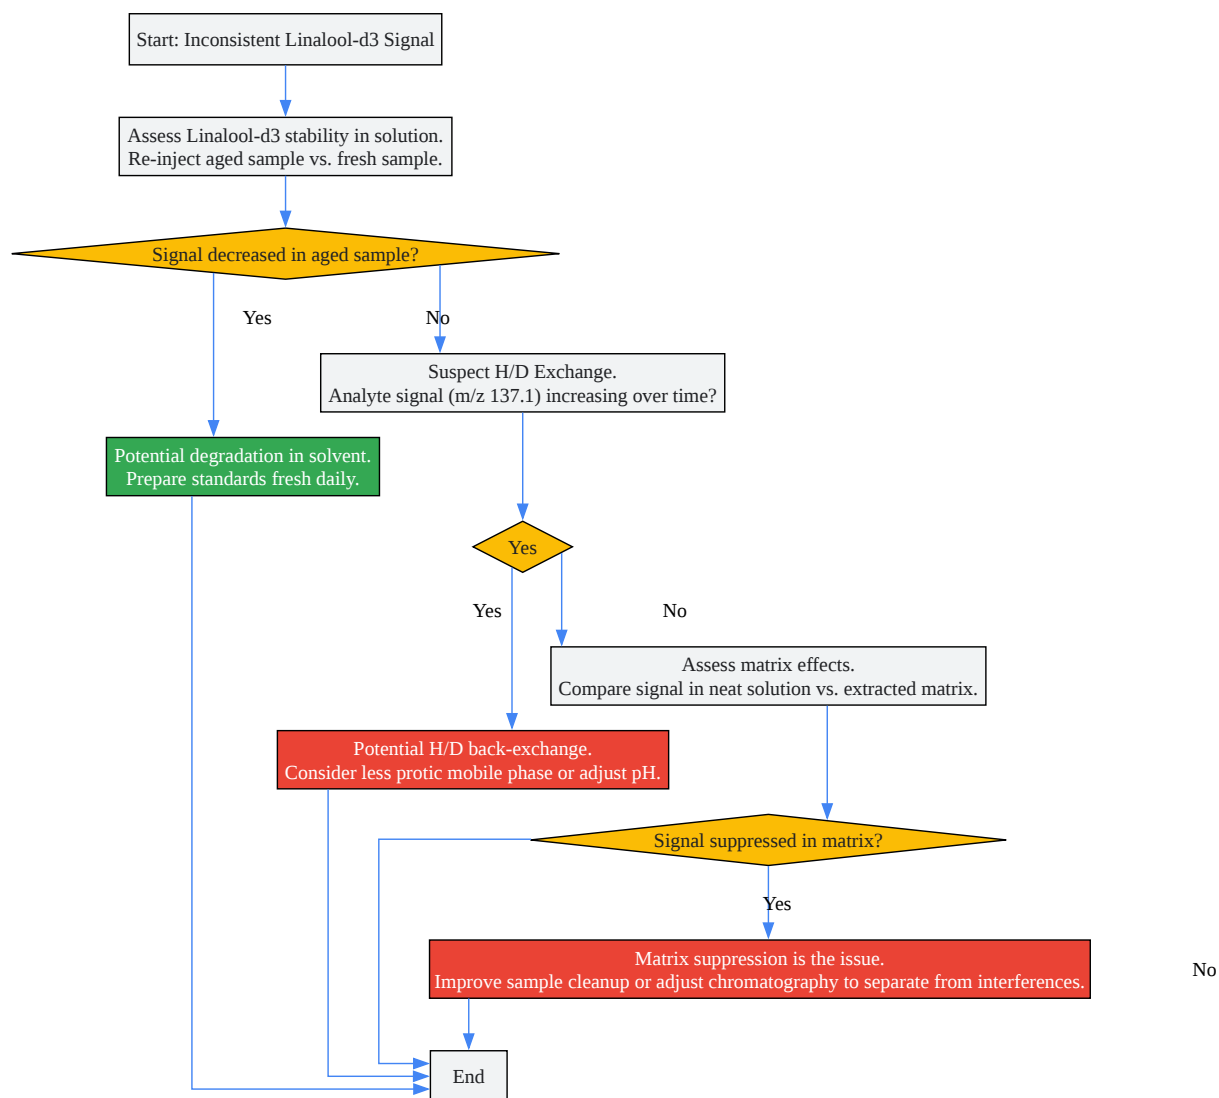 Start: Inconsistent Linalool-d3 Signal
Assess Linalool-d3 stability in solution.
Re-inject aged sample vs. fresh sample.
Signal decreased in aged sample?
Yes
No
Suspect H/D Exchange.
Analyte signal (m/z 137.1) increasing over time?
Potential degradation in solvent.
Prepare standards fresh daily.
Yes
Yes
No
Assess matrix effects.
Compare signal in neat solution vs. extracted matrix.
Potential H/D back-exchange.
Consider less protic mobile phase or adjust pH.
Signal suppressed in matrix?
Yes
Matrix suppression is the issue.
Improve sample cleanup or adjust chromatography to separate from interferences.
No
End